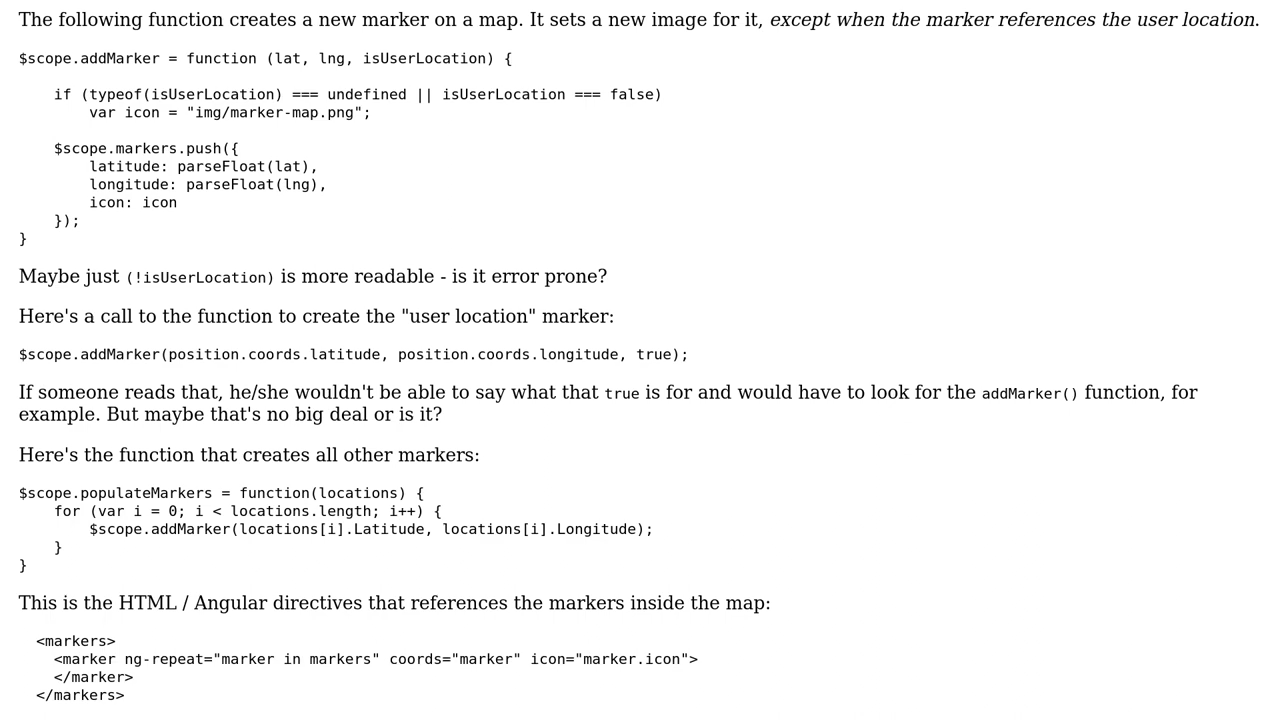 The following function creates a new marker on a map. It sets a new image for it, except when the marker references the user location.
$scope.addMarker = function (lat, lng, isUserLocation) {
    if (typeof(isUserLocation) === undefined || isUserLocation === false)
        var icon = "img/marker-map.png";
    $scope.markers.push({
        latitude: parseFloat(lat),
        longitude: parseFloat(lng),
        icon: icon
    });
}
Maybe just (!isUserLocation) is more readable - is it error prone?
Here's a call to the function to create the "user location" marker:
$scope.addMarker(position.coords.latitude, position.coords.longitude, true);
If someone reads that, he/she wouldn't be able to say what that true is for and would have to look for the addMarker() function, for
example. But maybe that's no big deal or is it?
Here's the function that creates all other markers:
$scope.populateMarkers = function(locations) {
    for (var i = 0; i < locations.length; i++) {
        $scope.addMarker(locations[i].Latitude, locations[i].Longitude);
    }
}
This is the HTML / Angular directives that references the markers inside the map:
  <markers>
    <marker ng-repeat="marker in markers" coords="marker" icon="marker.icon">
    </marker>
  </markers>